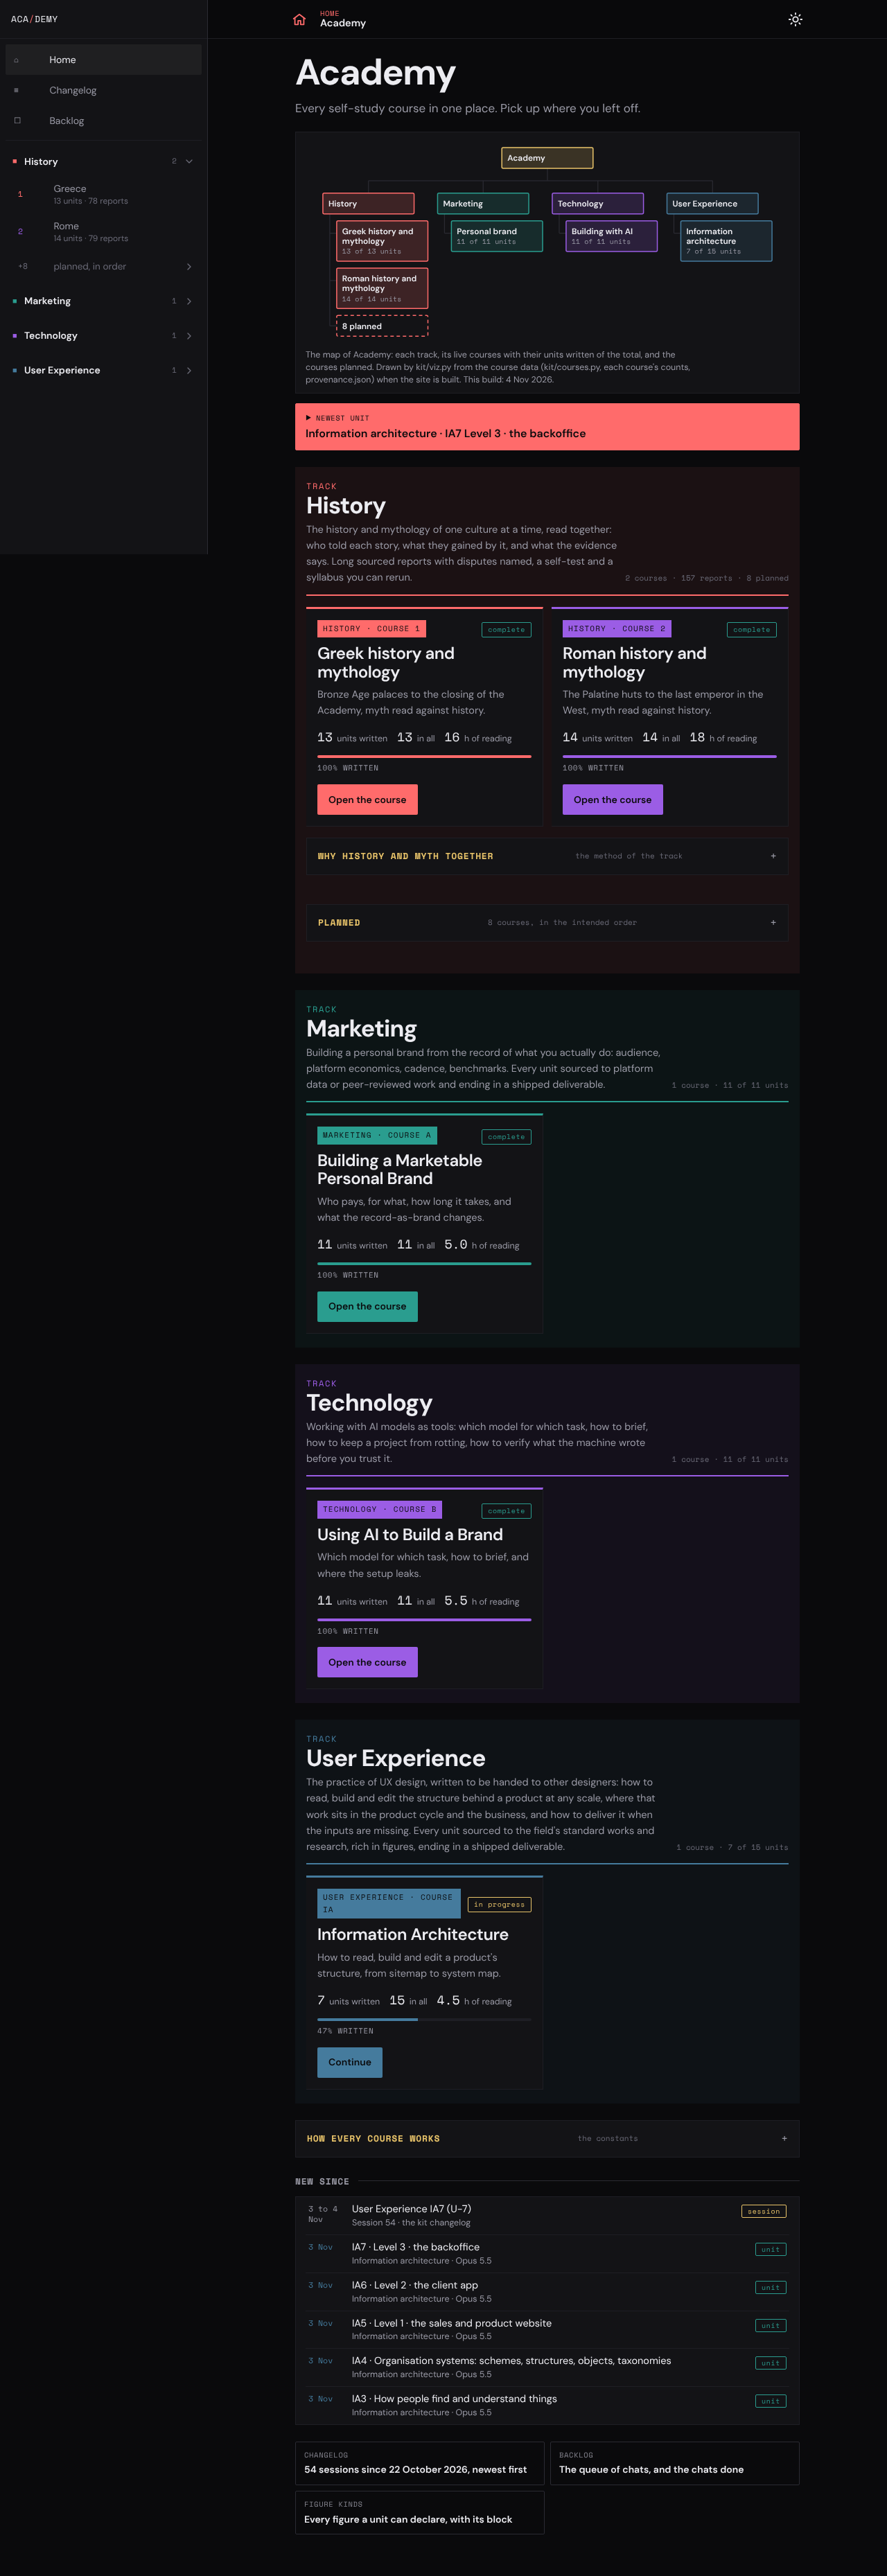 ACA/DEMY
Home
Changelog
Backlog
History 2
1 Greece
13 units · 78 reports
2 Rome
14 units · 79 reports
+8 planned, in order
Marketing 1
Technology 1
User Experience 1
HOME
Academy
Academy
Every self-study course in one place. Pick up where you left off.
Academy
History
Marketing
Technology
User Experience
Greek history and
mythology
13 of 13 units
Personal brand
11 of 11 units
Building with AI
11 of 11 units
Information
architecture
7 of 15 units
Roman history and
mythology
14 of 14 units
8 planned
The map of Academy: each track, its live courses with their units written of the total, and the
courses planned. Drawn by kit/viz.py from the course data (kit/courses.py, each course's counts,
provenance.json) when the site is built. This build: 4 Nov 2026.
▶ NEWEST UNIT
Information architecture · IA7 Level 3 · the backoffice
TRACK
History
The history and mythology of one culture at a time, read together:
who told each story, what they gained by it, and what the evidence
says. Long sourced reports with disputes named, a self-test and a
syllabus you can rerun.
2 courses · 157 reports · 8 planned
HISTORY · COURSE 1
complete
Greek history and
mythology
Bronze Age palaces to the closing of the
Academy, myth read against history.
13 units written 13 in all 16 h of reading
100% WRITTEN
Open the course
HISTORY · COURSE 2
complete
Roman history and
mythology
The Palatine huts to the last emperor in the
West, myth read against history.
14 units written 14 in all 18 h of reading
100% WRITTEN
Open the course
WHY HISTORY AND MYTH TOGETHER the method of the track +
PLANNED 8 courses, in the intended order +
TRACK
Marketing
Building a personal brand from the record of what you actually do: audience,
platform economics, cadence, benchmarks. Every unit sourced to platform
data or peer-reviewed work and ending in a shipped deliverable.
1 course · 11 of 11 units
MARKETING · COURSE A
complete
Building a Marketable
Personal Brand
Who pays, for what, how long it takes, and
what the record-as-brand changes.
11 units written 11 in all 5.0 h of reading
100% WRITTEN
Open the course
TRACK
Technology
Working with AI models as tools: which model for which task, how to brief,
how to keep a project from rotting, how to verify what the machine wrote
before you trust it.
1 course · 11 of 11 units
TECHNOLOGY · COURSE B
complete
Using AI to Build a Brand
Which model for which task, how to brief, and
where the setup leaks.
11 units written 11 in all 5.5 h of reading
100% WRITTEN
Open the course
TRACK
User Experience
The practice of UX design, written to be handed to other designers: how to
read, build and edit the structure behind a product at any scale, where that
work sits in the product cycle and the business, and how to deliver it when
the inputs are missing. Every unit sourced to the field's standard works and
research, rich in figures, ending in a shipped deliverable.
1 course · 7 of 15 units
USER EXPERIENCE · COURSE
IA
in progress
Information Architecture
How to read, build and edit a product's
structure, from sitemap to system map.
7 units written 15 in all 4.5 h of reading
47% WRITTEN
Continue
HOW EVERY COURSE WORKS the constants +
NEW SINCE
3 to 4
Nov
User Experience IA7 (U-7)
Session 54 · the kit changelog
session
3 Nov IA7 · Level 3 · the backoffice
Information architecture · Opus 5.5
unit
3 Nov IA6 · Level 2 · the client app
Information architecture · Opus 5.5
unit
3 Nov IA5 · Level 1 · the sales and product website
Information architecture · Opus 5.5
unit
3 Nov IA4 · Organisation systems: schemes, structures, objects, taxonomies
Information architecture · Opus 5.5
unit
3 Nov IA3 · How people find and understand things
Information architecture · Opus 5.5
unit
CHANGELOG
54 sessions since 22 October 2026, newest first
BACKLOG
The queue of chats, and the chats done
FIGURE KINDS
Every figure a unit can declare, with its block